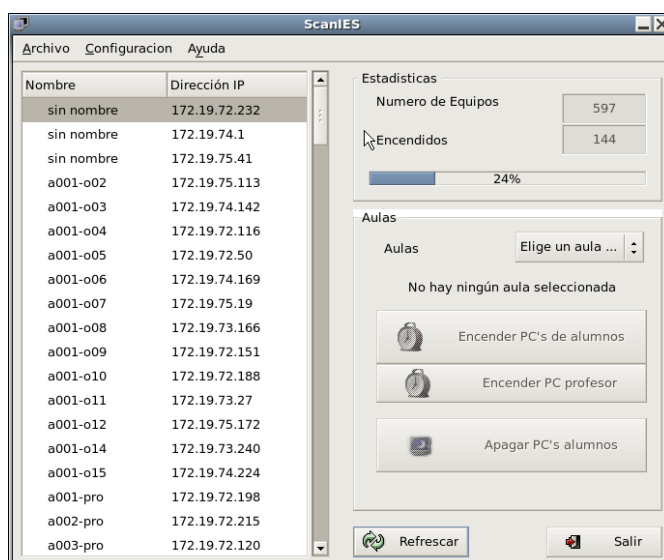 ScanIES
Archivo Configuracion Ayuda
Nombre Dirección IP
sin nombre 172.19.72.232
sin nombre 172.19.74.1
sin nombre 172.19.75.41
a001-o02 172.19.75.113
a001-o03 172.19.74.142
a001-o04 172.19.72.116
a001-o05 172.19.72.50
a001-o06 172.19.74.169
a001-o07 172.19.75.19
a001-o08 172.19.73.166
a001-o09 172.19.72.151
a001-o10 172.19.72.188
a001-o11 172.19.73.27
a001-o12 172.19.75.172
a001-o14 172.19.73.240
a001-o15 172.19.74.224
a001-pro 172.19.72.198
a002-pro 172.19.72.215
a003-pro 172.19.72.120
Estadisticas
Numero de Equipos 597
Encendidos 144
24%
Aulas
Aulas Elige un aula ...
No hay ningún aula seleccionada
Encender PC's de alumnos
Encender PC profesor
Apagar PC's alumnos
Refrescar Salir